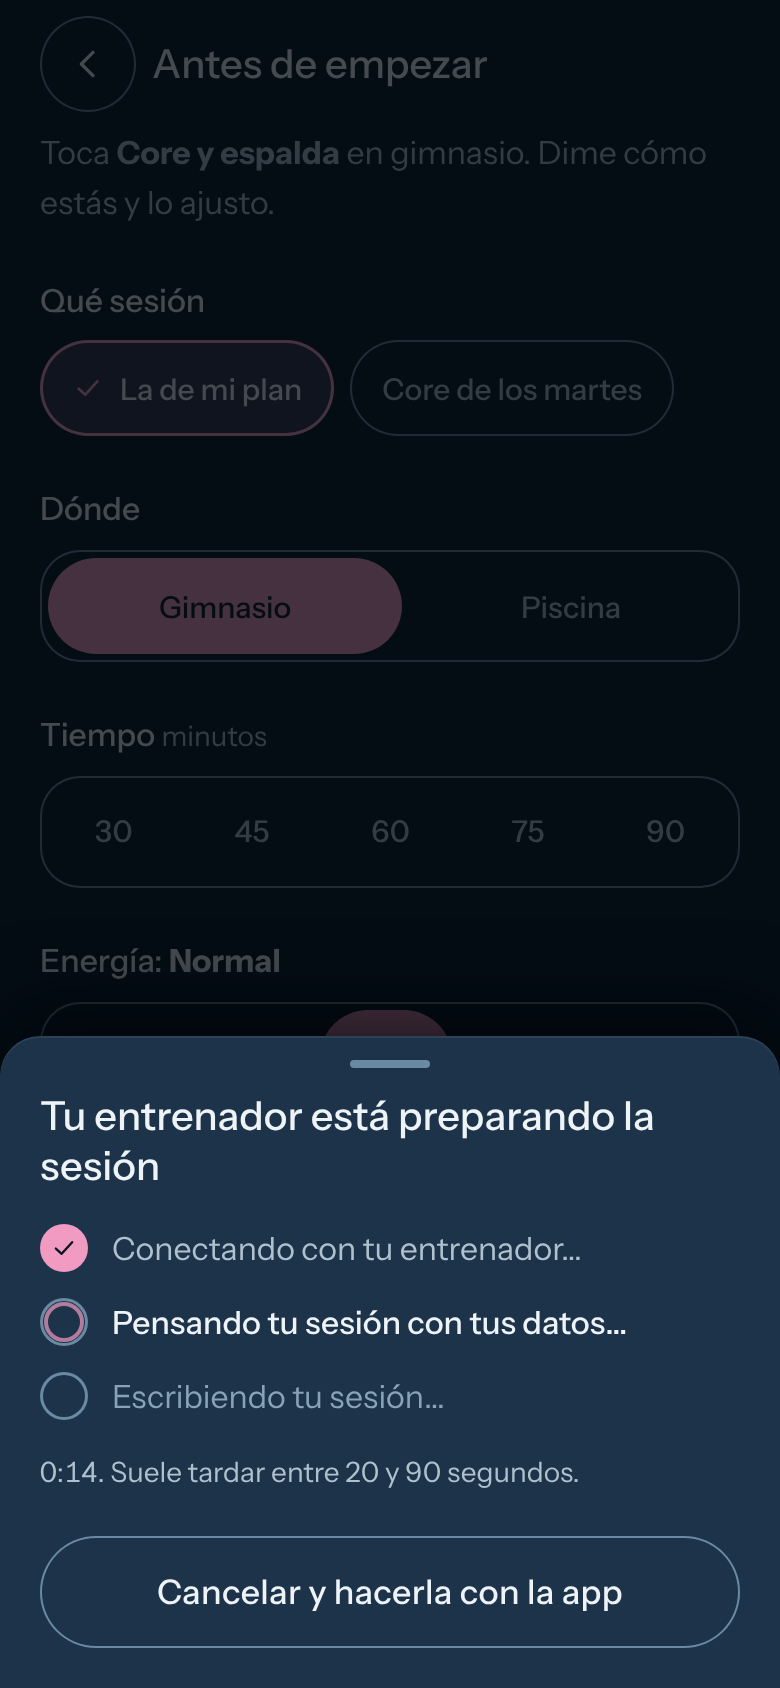 Antes de empezar
Toca Core y espalda en gimnasio. Dime cómo
estás y lo ajusto.
Qué sesión
La de mi plan
Core de los martes
Dónde
Gimnasio
Piscina
Tiempo minutos
30 45 60 75 90
Energía: Normal
Tu entrenador está preparando la
sesión
Conectando con tu entrenador...
Pensando tu sesión con tus datos...
Escribiendo tu sesión...
0:14. Suele tardar entre 20 y 90 segundos.
Cancelar y hacerla con la app